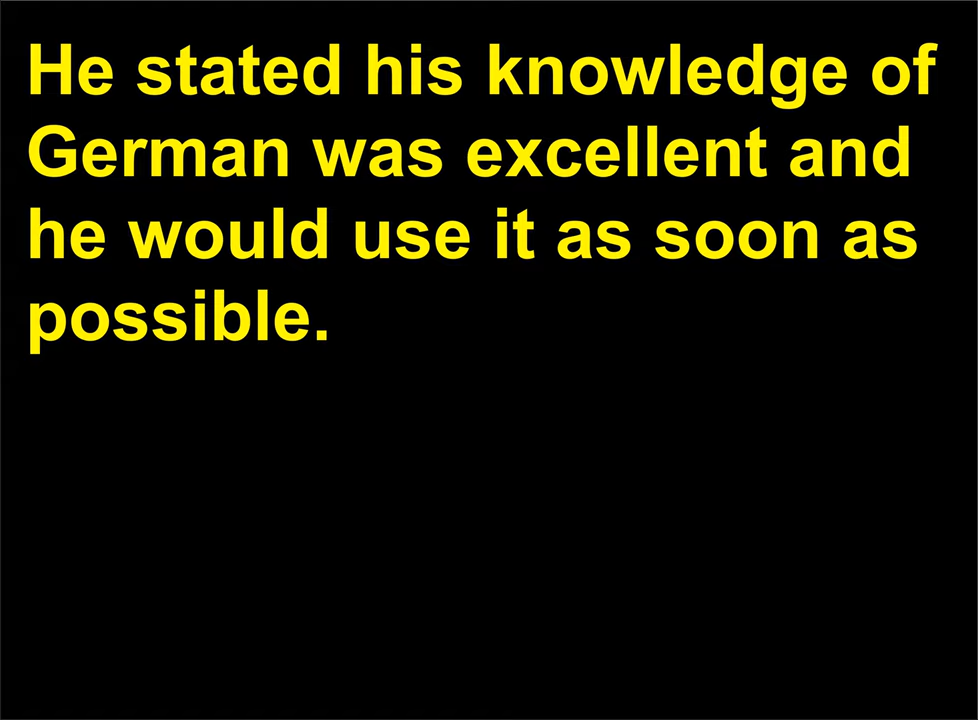 He stated his knowledge of
German was excellent and
he would use it as soon as
possible.